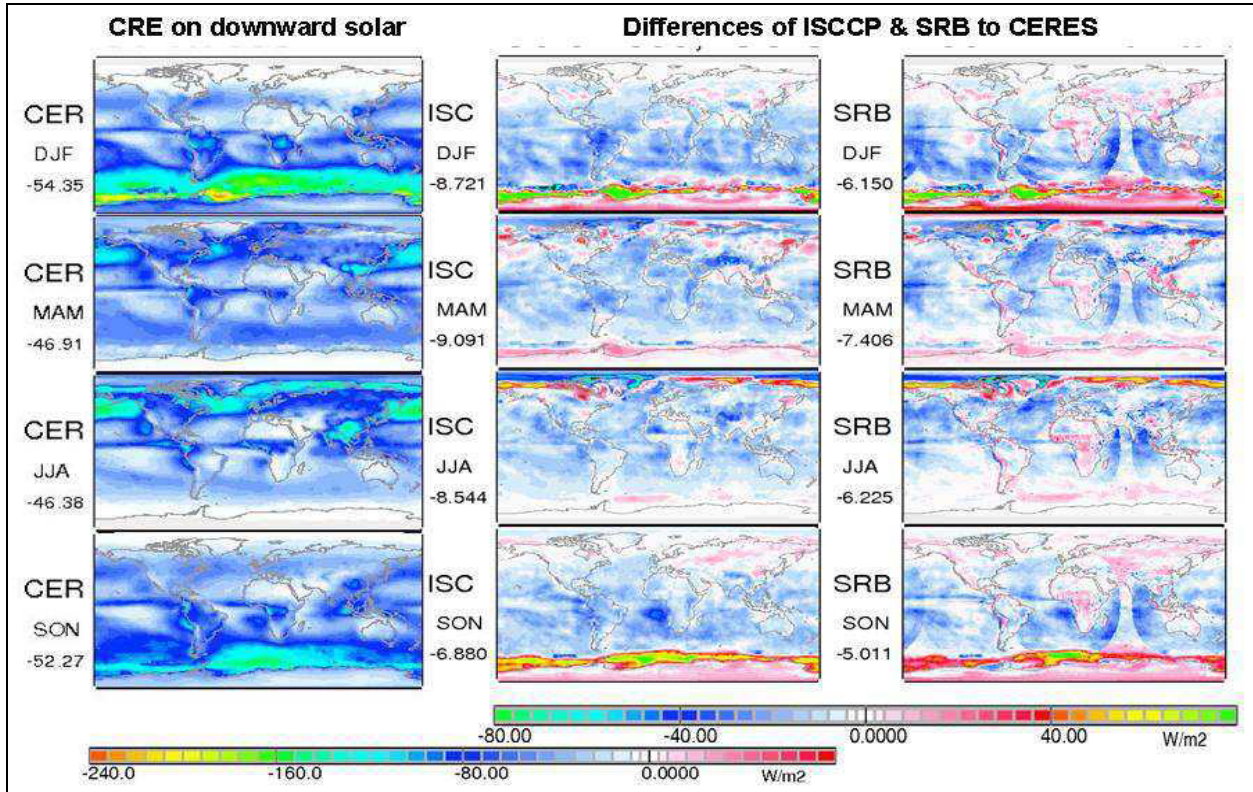 CRE on downward solar
Differences of ISCCP & SRB to CERES
CER
DJF
-54.35
ISC
DJF
-8.721
SRB
DJF
-6.150
CER
MAM
-46.91
ISC
MAM
-9.091
SRB
MAM
-7.406
CER
JJA
-46.38
ISC
JJA
-8.544
SRB
JJA
-6.225
CER
SON
-52.27
ISC
SON
-6.880
SRB
SON
-5.011
-80.00 -40.00 0.0000 40.00 W/m2
-240.0 -160.0 -80.00 0.0000 W/m2